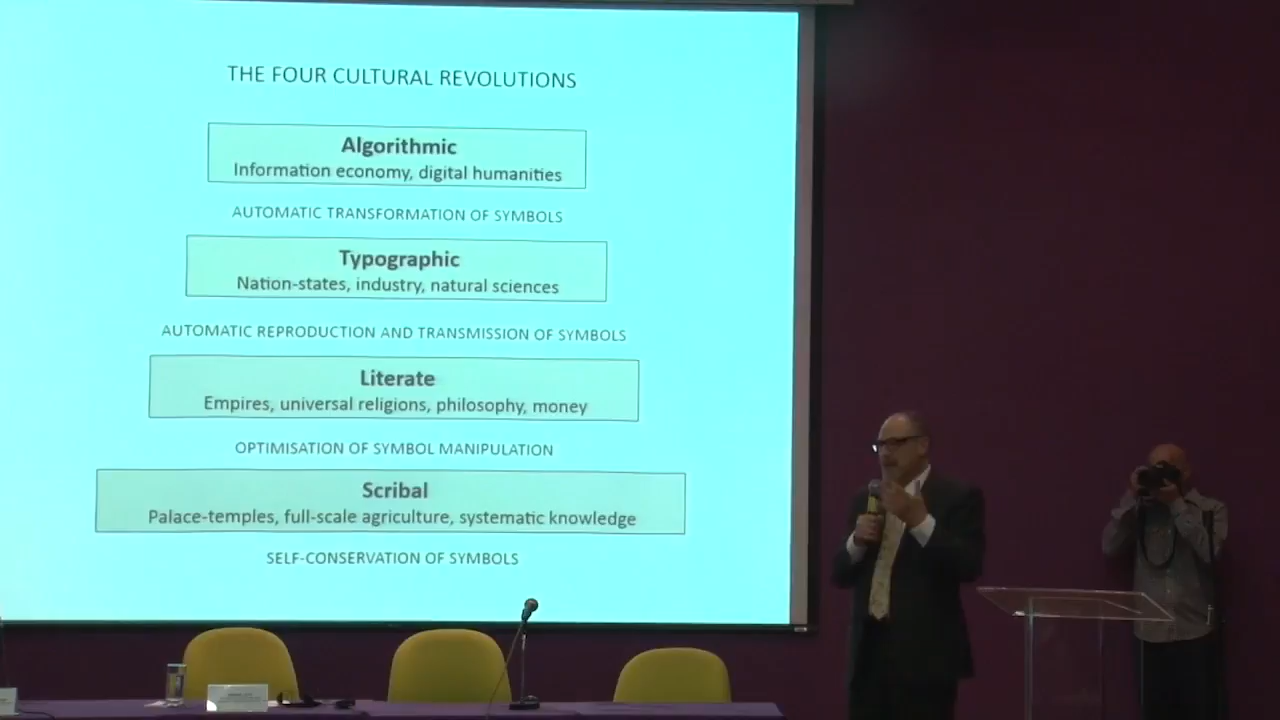 THE FOUR CULTURAL REVOLUTIONS
Algorithmic
Information economy, digital humanities
AUTOMATIC TRANSFORMATION OF SYMBOLS
Typographic
Nation-states, industry, natural sciences
AUTOMATIC REPRODUCTION AND TRANSMISSION OF SYMBOLS
Literate
Empires, universal religions, philosophy, money
OPTIMISATION OF SYMBOL MANIPULATION
Scribal
Palace-temples, full-scale agriculture, systematic knowledge
SELF-CONSERVATION OF SYMBOLS